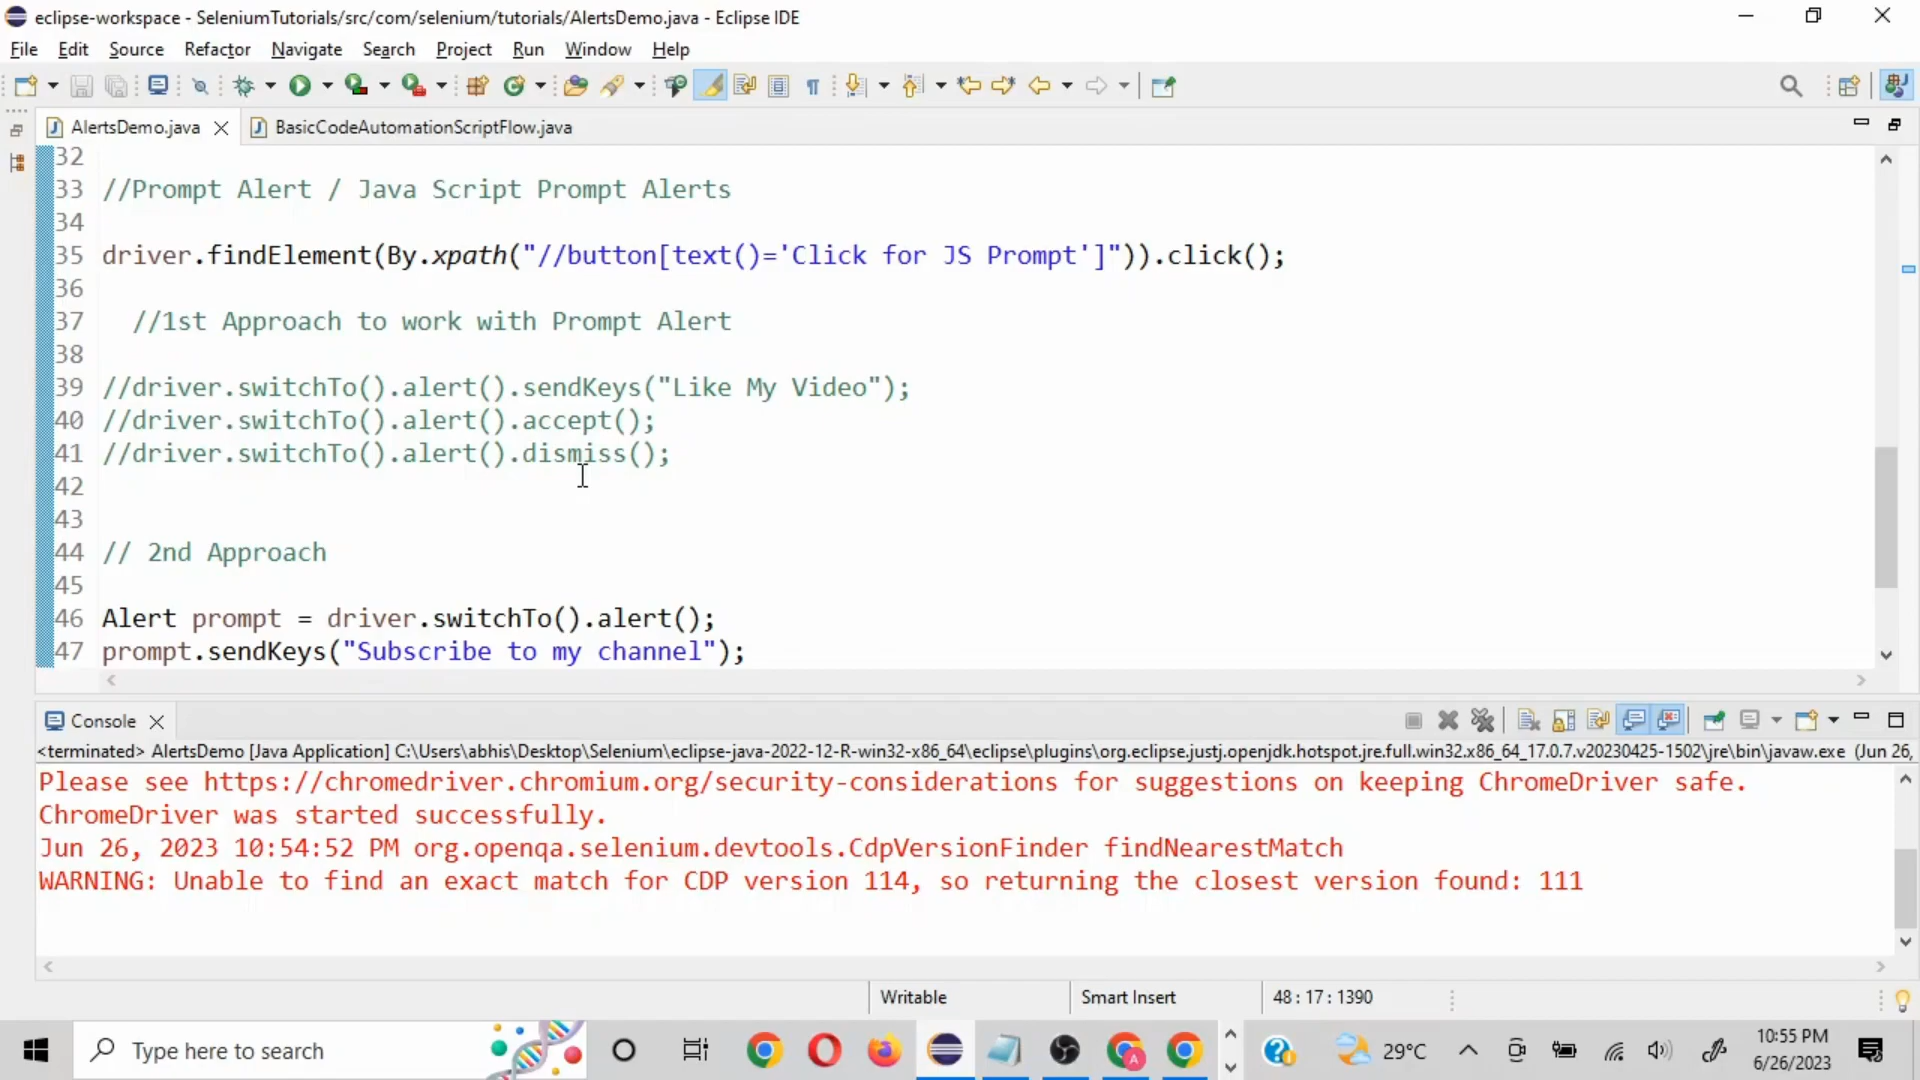 eclipse-workspace - SeleniumTutorials/src/com/selenium/tutorials/AlertsDemo.java - Eclipse IDE
File Edit Source Refactor Navigate Search Project Run Window Help
AlertsDemo.java BasicCodeAutomationScriptFlow.java
32
33 //Prompt Alert / Java Script Prompt Alerts
34
35 driver.findElement(By.xpath("//button[text()='Click for JS Prompt']")).click();
36
37 //1st Approach to work with Prompt Alert
38
39 //driver.switchTo().alert().sendKeys("Like My Video");
40 //driver.switchTo().alert().accept();
41 //driver.switchTo().alert().dismiss();
42
43
44 // 2nd Approach
45
46 Alert prompt = driver.switchTo().alert();
47 prompt.sendKeys("Subscribe to my channel");
Console
<terminated> AlertsDemo [Java Application] C:\Users\abhis\Desktop\Selenium\eclipse-java-2022-12-R-win32-x86_64\eclipse\plugins\org.eclipse.justj.openjdk.hotspot.jre.full.win32.x86_64_17.0.7.v20230425-1502\jre\bin\javaw.exe (Jun 26,
Please see https://chromedriver.chromium.org/security-considerations for suggestions on keeping ChromeDriver safe.
ChromeDriver was started successfully.
Jun 26, 2023 10:54:52 PM org.openqa.selenium.devtools.CdpVersionFinder findNearestMatch
WARNING: Unable to find an exact match for CDP version 114, so returning the closest version found: 111
Writable Smart Insert 48 : 17 : 1390
Type here to search
29°C
10:55 PM
6/26/2023